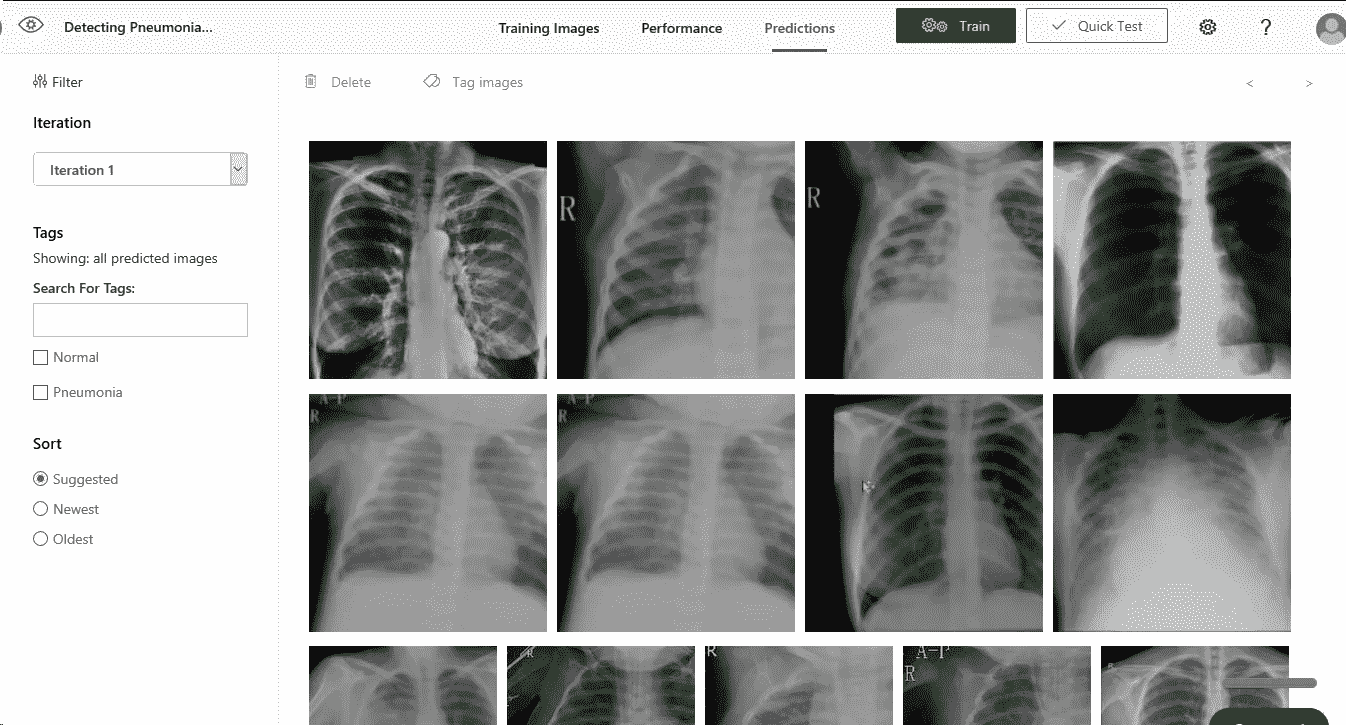 Detecting Pneumonia...
Training Images
Performance
Predictions
Train
Quick Test
?
Filter
Delete
Tag images
<
>
Iteration
Iteration 1
Tags
Showing: all predicted images
Search For Tags:
Normal
Pneumonia
Sort
Suggested
Newest
Oldest
R
R
A-P
R
A-P
R
R
R
A-P
R
R